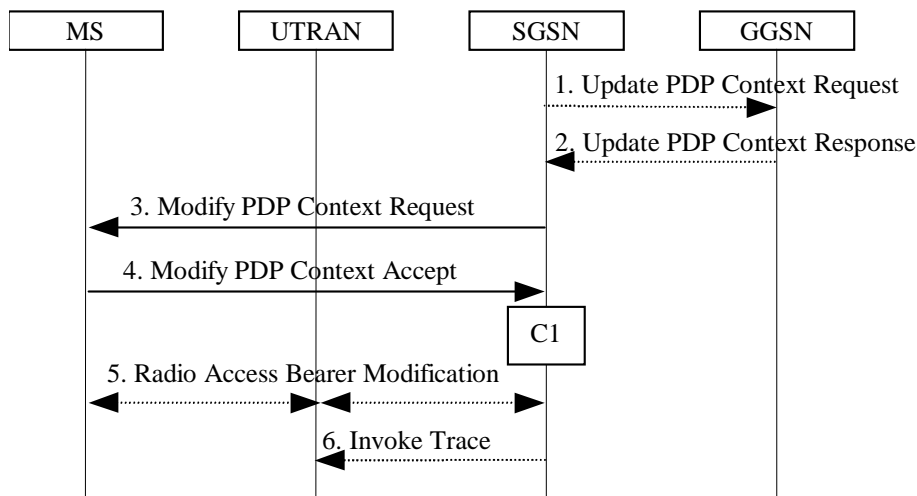 MS
UTRAN
SGSN
GGSN
1. Update PDP Context Request
2. Update PDP Context Response
3. Modify PDP Context Request
4. Modify PDP Context Accept
C1
5. Radio Access Bearer Modification
6. Invoke Trace